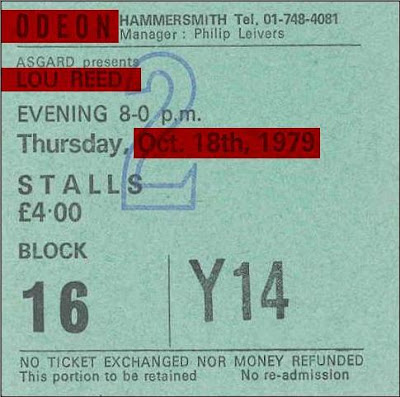 ODEON HAMMERSMITH Tel. 01-748-4081
Manager : Philip Leivers
ASGARD presents
LOU REED
EVENING 8-0 p.m.
Thursday, Oct. 18th, 1979
2
STALLS
£4·00
BLOCK
16 Y14
NO TICKET EXCHANGED NOR MONEY REFUNDED
This portion to be retained No re-admission